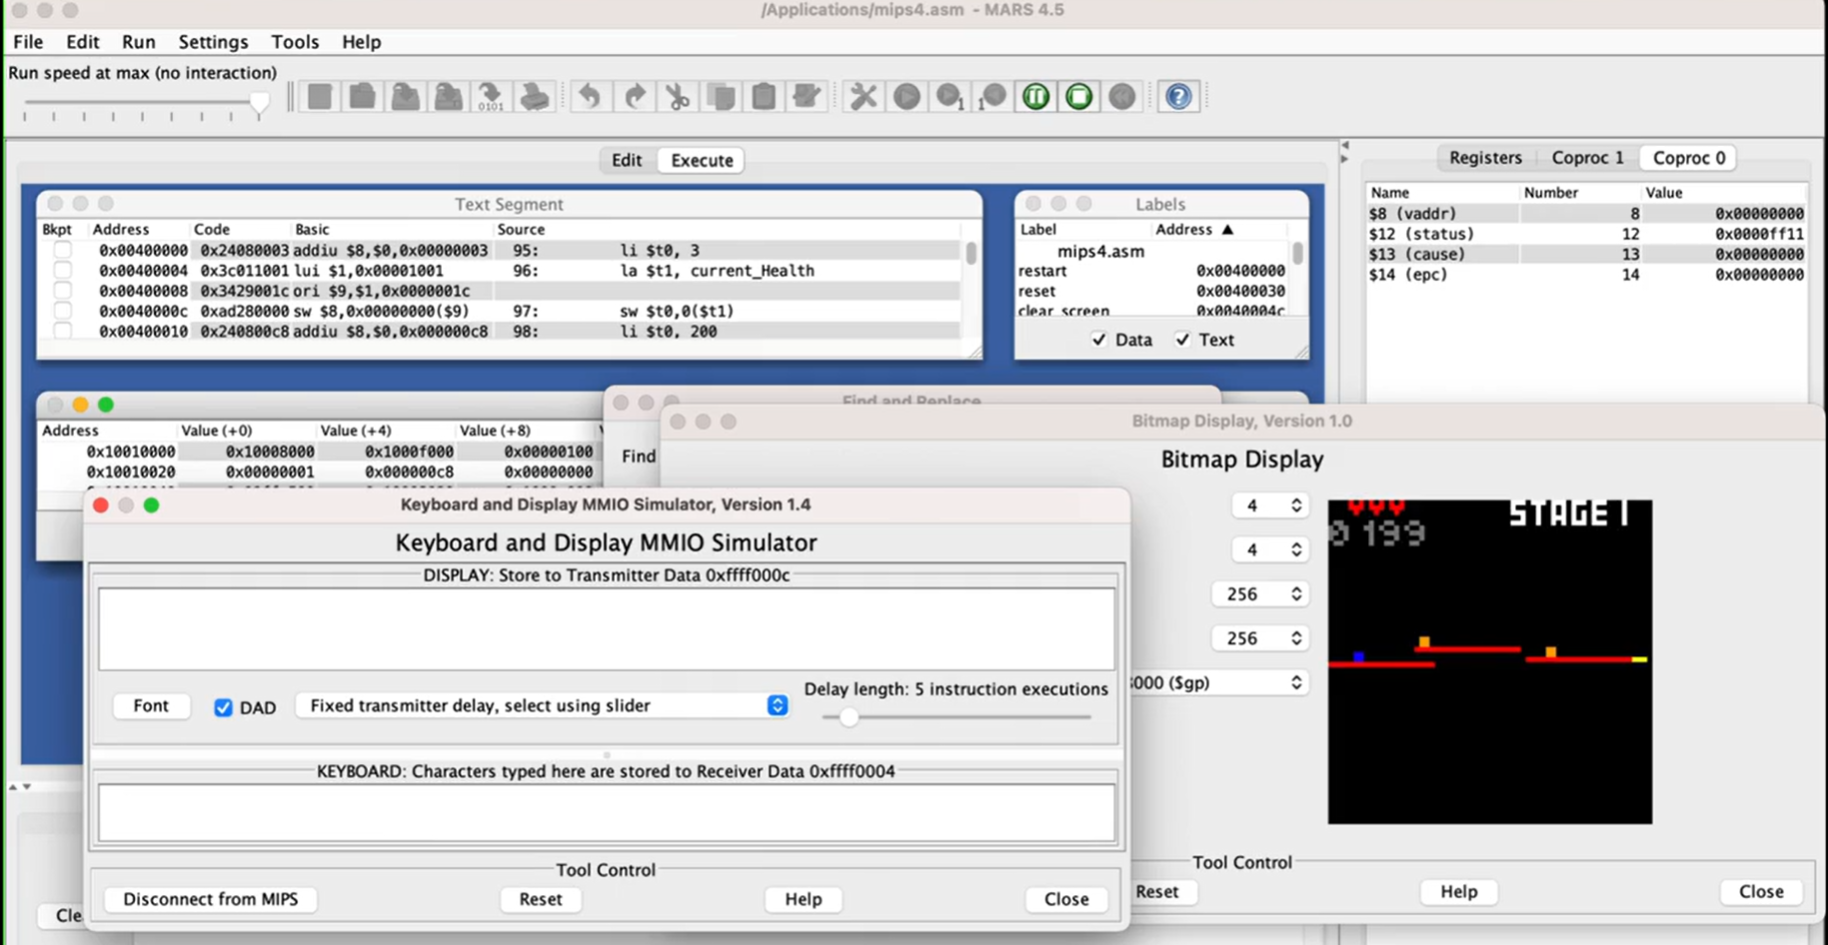 /Applications/mips4.asm - MARS 4.5
File Edit Run Settings Tools Help
Run speed at max (no interaction)
0101
1
1
Edit Execute
Registers Coproc 1 Coproc 0
Text Segment
Bkpt Address Code Basic Source
0x00400000 0x24080003 addiu $8,$0,0x00000003 95: li $t0, 3
0x00400004 0x3c011001 lui $1,0x00001001 96: la $t1, current_Health
0x00400008 0x3429001c ori $9,$1,0x0000001c
0x0040000c 0xad280000 sw $8,0x00000000($9) 97: sw $t0,0($t1)
0x00400010 0x240800c8 addiu $8,$0,0x000000c8 98: li $t0, 200
Labels
Label Address ▲
mips4.asm
restart 0x00400000
reset 0x00400030
clear_screen 0x0040004c
Data Text
Name Number Value
$8 (vaddr) 8 0x00000000
$12 (status) 12 0x0000ff11
$13 (cause) 13 0x00000000
$14 (epc) 14 0x00000000
Address Value (+0) Value (+4) Value (+8)
0x10010000 0x10008000 0x1000f000 0x00000100
0x10010020 0x00000001 0x000000c8 0x00000000
Find and Replace
Find
Bitmap Display, Version 1.0
Bitmap Display
4
4
256
256
000 ($gp)
STAGE 1
0 199
Tool Control
Reset Help Close
Keyboard and Display MMIO Simulator, Version 1.4
Keyboard and Display MMIO Simulator
DISPLAY: Store to Transmitter Data 0xffff000c
Font DAD Fixed transmitter delay, select using slider Delay length: 5 instruction executions
KEYBOARD: Characters typed here are stored to Receiver Data 0xffff0004
Tool Control
Disconnect from MIPS Reset Help Close
Cle